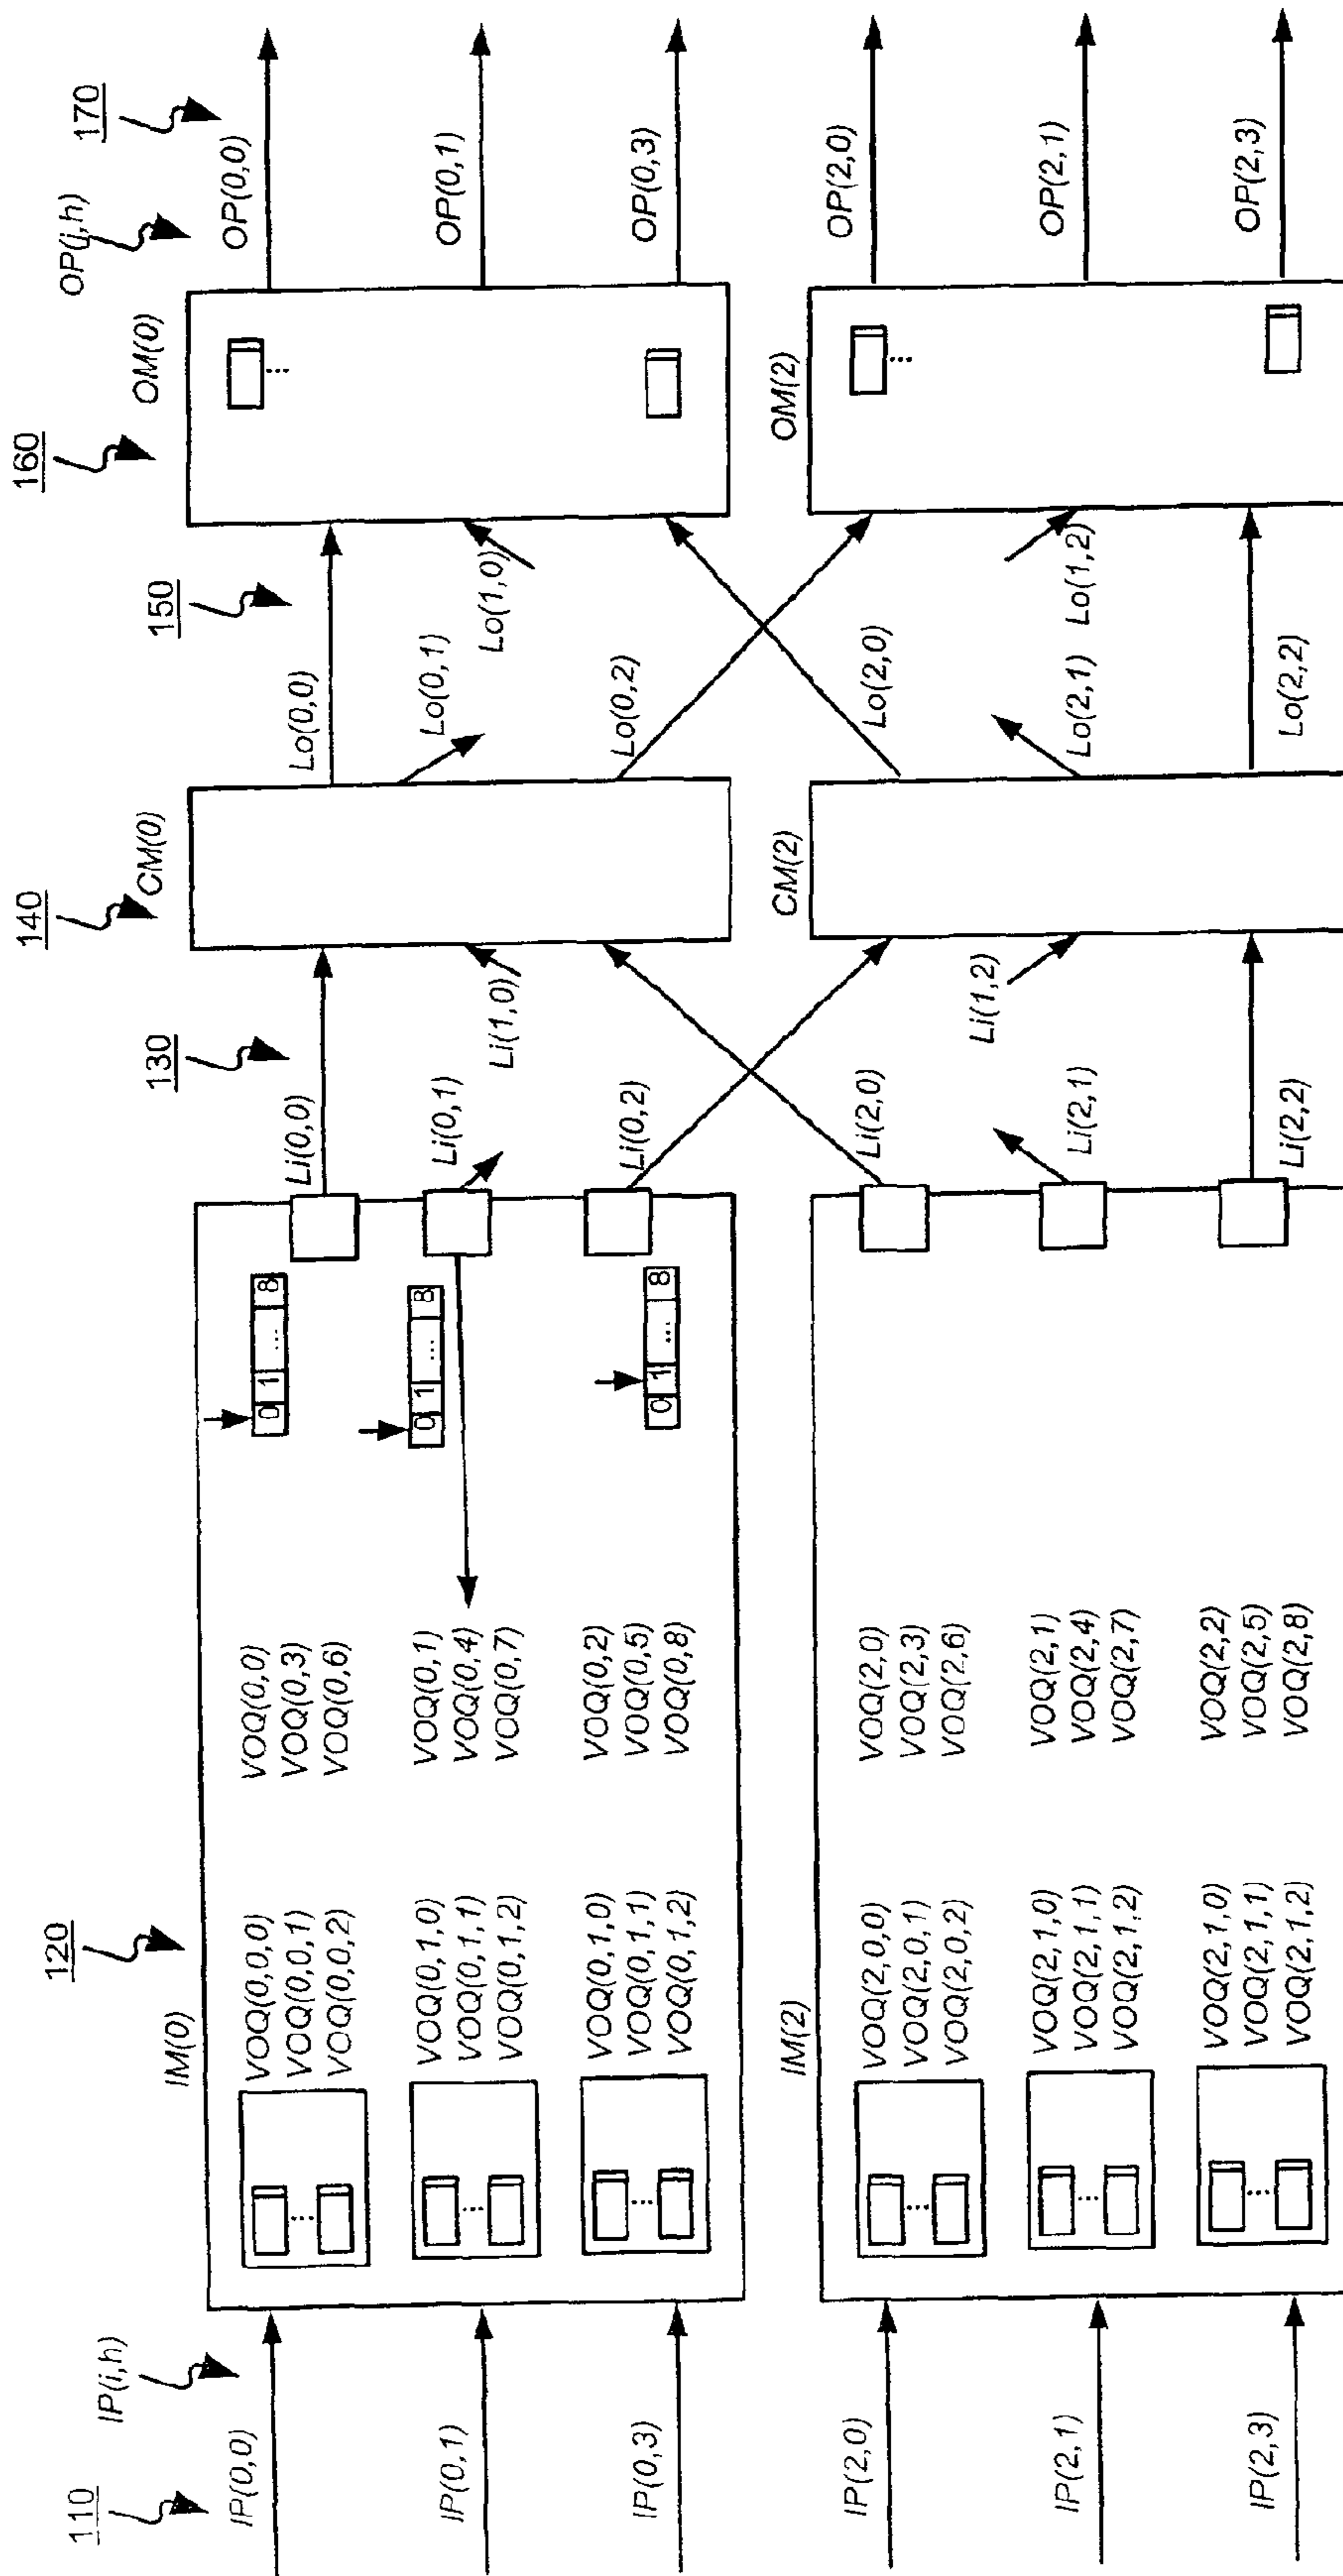 110
IP(i,h)
IP(0,0)
IP(0,1)
IP(0,3)
IP(2,0)
IP(2,1)
IP(2,3)
120
IM(0)
VOQ(0,0,0)
VOQ(0,0,1)
VOQ(0,0,2)
VOQ(0,1,0)
VOQ(0,1,1)
VOQ(0,1,2)
VOQ(0,1,0)
VOQ(0,1,1)
VOQ(0,1,2)
VOQ(0,0)
VOQ(0,3)
VOQ(0,6)
VOQ(0,1)
VOQ(0,4)
VOQ(0,7)
VOQ(0,2)
VOQ(0,5)
VOQ(0,8)
0 1 ... 8
0 1 ... 8
0 1 ... 8
IM(2)
VOQ(2,0,0)
VOQ(2,0,1)
VOQ(2,0,2)
VOQ(2,1,0)
VOQ(2,1,1)
VOQ(2,1,2)
VOQ(2,1,0)
VOQ(2,1,1)
VOQ(2,1,2)
VOQ(2,0)
VOQ(2,3)
VOQ(2,6)
VOQ(2,1)
VOQ(2,4)
VOQ(2,7)
VOQ(2,2)
VOQ(2,5)
VOQ(2,8)
130
Li(0,0)
Li(0,1)
Li(1,0)
Li(0,2)
Li(2,0)
Li(2,1)
Li(1,2)
Li(2,2)
140
CM(0)
CM(2)
150
Lo(0,0)
Lo(0,1)
Lo(1,0)
Lo(0,2)
Lo(2,0)
Lo(2,1)
Lo(1,2)
Lo(2,2)
160
OM(0)
OM(2)
170
OP(j,h)
OP(0,0)
OP(0,1)
OP(0,3)
OP(2,0)
OP(2,1)
OP(2,3)